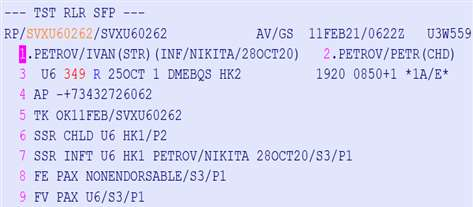 --- TST RLR SFP ---
RP/SVXU60262/SVXU60262 AV/GS 11FEB21/0622Z U3W559
1.PETROV/IVAN(STR)(INF/NIKITA/28OCT20) 2.PETROV/PETR(CHD)
3 U6 349 R 25OCT 1 DMEBQS HK2 1920 0850+1 *1A/E*
4 AP -+73432726062
5 TK OK11FEB/SVXU60262
6 SSR CHLD U6 HK1/P2
7 SSR INFT U6 HK1 PETROV/NIKITA 28OCT20/S3/P1
8 FE PAX NONENDORSABLE/S3/P1
9 FV PAX U6/S3/P1